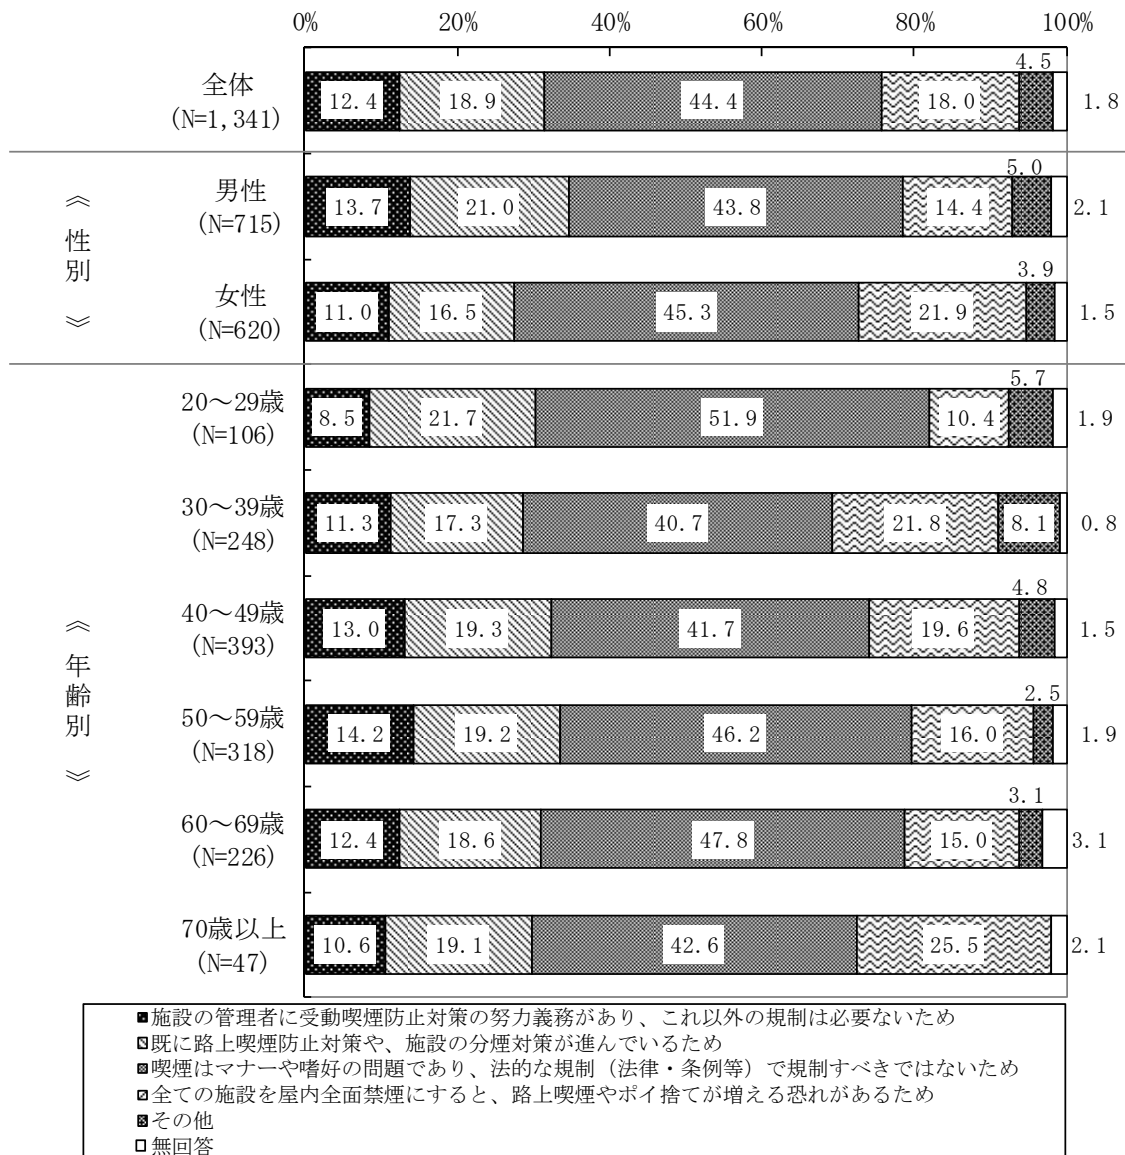 0% 20% 40% 60% 80% 100%
全体 4.5
(N=1,341) 12.4 18.9 44.4 18.0 1.8
《性別》
男性 5.0
(N=715) 13.7 21.0 43.8 14.4 2.1
女性 3.9
(N=620) 11.0 16.5 45.3 21.9 1.5
《年齢別》
20～29歳 5.7
(N=106) 8.5 21.7 51.9 10.4 1.9
30～39歳
(N=248) 11.3 17.3 40.7 21.8 8.1 0.8
40～49歳 4.8
(N=393) 13.0 19.3 41.7 19.6 1.5
50～59歳 2.5
(N=318) 14.2 19.2 46.2 16.0 1.9
60～69歳 3.1
(N=226) 12.4 18.6 47.8 15.0 3.1
70歳以上
(N=47) 10.6 19.1 42.6 25.5 2.1
施設の管理者に受動喫煙防止対策の努力義務があり、これ以外の規制は必要ないため
既に路上喫煙防止対策や、施設の分煙対策が進んでいるため
喫煙はマナーや嗜好の問題であり、法的な規制（法律・条例等）で規制すべきではないため
全ての施設を屋内全面禁煙にすると、路上喫煙やポイ捨てが増える恐れがあるため
その他
無回答